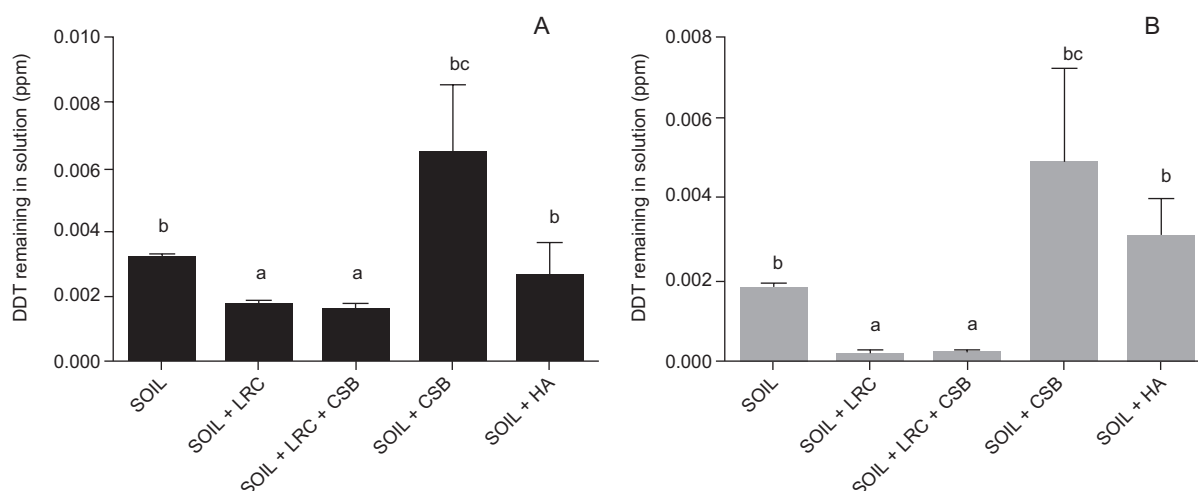 A
DDT remaining in solution (ppm)
0.010
0.008
0.006
0.004
0.002
0.000
b
a
a
bc
b
SOIL
SOIL + LRC
SOIL + LRC + CSB
SOIL + CSB
SOIL + HA
B
DDT remaining in solution (ppm)
0.008
0.006
0.004
0.002
0.000
b
a
a
bc
b
SOIL
SOIL + LRC
SOIL + LRC + CSB
SOIL + CSB
SOIL + HA